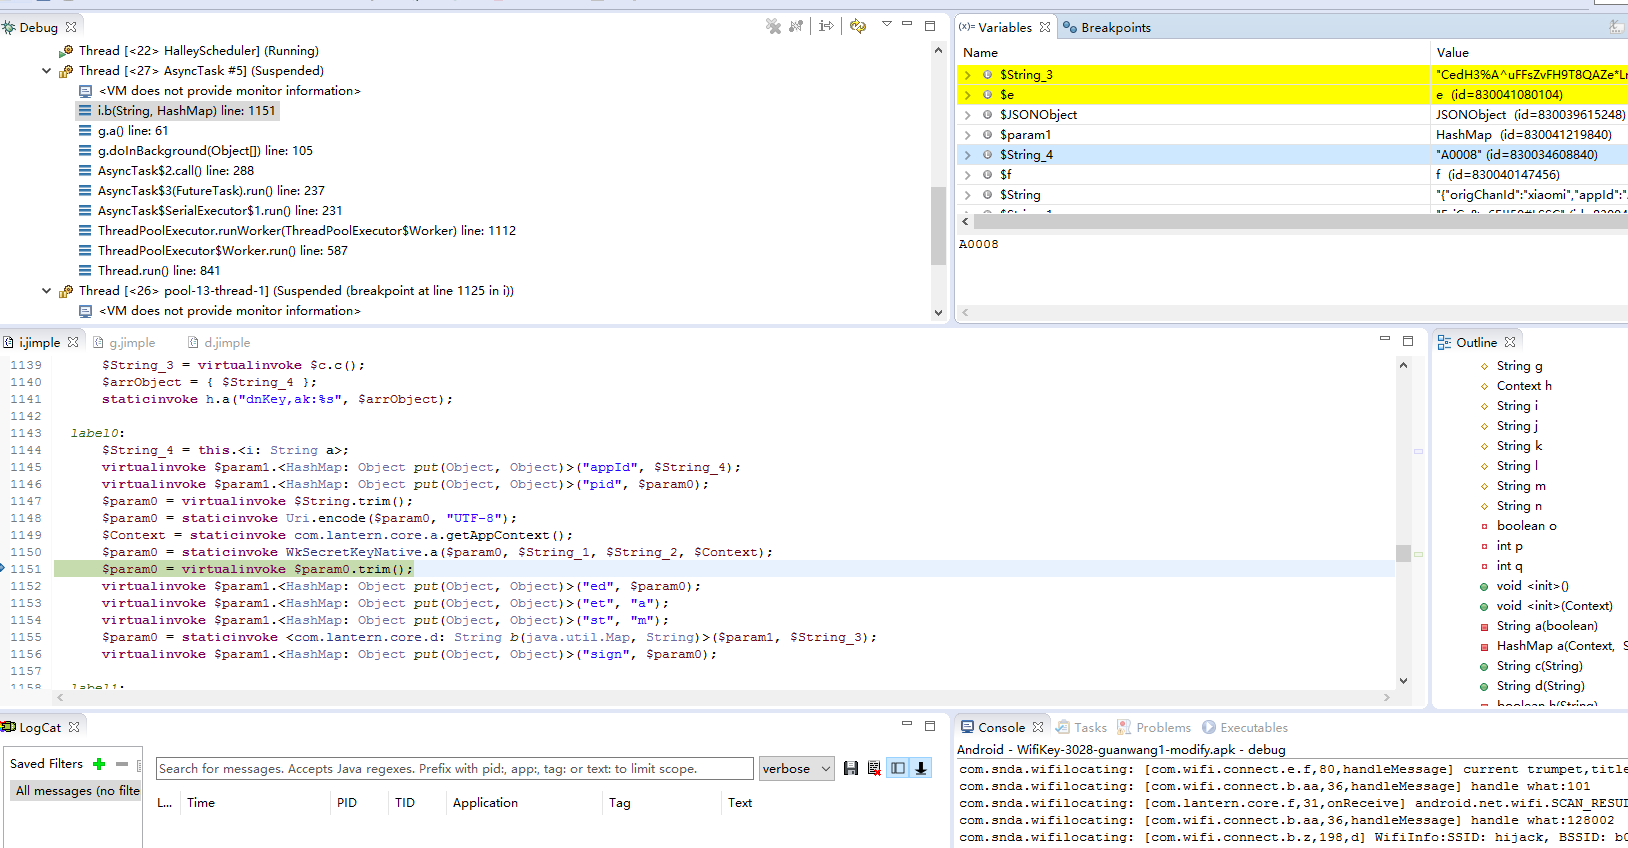 Debug
Thread [<22> HalleyScheduler] (Running)
Thread [<27> AsyncTask #5] (Suspended)
<VM does not provide monitor information>
i.b(String, HashMap) line: 1151
g.a() line: 61
g.doInBackground(Object[]) line: 105
AsyncTask$2.call() line: 288
AsyncTask$3(FutureTask).run() line: 237
AsyncTask$SerialExecutor$1.run() line: 231
ThreadPoolExecutor.runWorker(ThreadPoolExecutor$Worker) line: 1112
ThreadPoolExecutor$Worker.run() line: 587
Thread.run() line: 841
Thread [<26> pool-13-thread-1] (Suspended (breakpoint at line 1125 in i))
<VM does not provide monitor information>
(x)= Variables
Breakpoints
Name Value
$String_3 "CedH3%A^uFFsZvFH9T8QAZe*Lr
$e e (id=830041080104)
$JSONObject JSONObject (id=830039615248)
$param1 HashMap (id=830041219840)
$String_4 "A0008" (id=830034608840)
$f f (id=830040147456)
$String "{"origChanId":"xiaomi","appId":"
A0008
i.jimple g.jimple d.jimple
1139 $String_3 = virtualinvoke $c.c();
1140 $arrObject = { $String_4 };
1141 staticinvoke h.a("dnKey,ak:%s", $arrObject);
1142
1143 label0:
1144 $String_4 = this.<i: String a>;
1145 virtualinvoke $param1.<HashMap: Object put(Object, Object)>("appId", $String_4);
1146 virtualinvoke $param1.<HashMap: Object put(Object, Object)>("pid", $param0);
1147 $param0 = virtualinvoke $String.trim();
1148 $param0 = staticinvoke Uri.encode($param0, "UTF-8");
1149 $Context = staticinvoke com.lantern.core.a.getAppContext();
1150 $param0 = staticinvoke WkSecretKeyNative.a($param0, $String_1, $String_2, $Context);
1151 $param0 = virtualinvoke $param0.trim();
1152 virtualinvoke $param1.<HashMap: Object put(Object, Object)>("ed", $param0);
1153 virtualinvoke $param1.<HashMap: Object put(Object, Object)>("et", "a");
1154 virtualinvoke $param1.<HashMap: Object put(Object, Object)>("st", "m");
1155 $param0 = staticinvoke <com.lantern.core.d: String b(java.util.Map, String)>($param1, $String_3);
1156 virtualinvoke $param1.<HashMap: Object put(Object, Object)>("sign", $param0);
1157
1158 label1:
Outline
String g
Context h
String i
String j
String k
String l
String m
String n
boolean o
int p
int q
void <init>()
void <init>(Context)
String a(boolean)
HashMap a(Context, S
String c(String)
String d(String)
boolean h(String)
LogCat
Saved Filters
All messages (no filte
Search for messages. Accepts Java regexes. Prefix with pid:, app:, tag: or text: to limit scope.
verbose
L... Time PID TID Application Tag Text
Console Tasks Problems Executables
Android - WifiKey-3028-guanwang1-modify.apk - debug
com.snda.wifilocating: [com.wifi.connect.e.f,80,handleMessage] current trumpet,title
com.snda.wifilocating: [com.wifi.connect.b.aa,36,handleMessage] handle what:101
com.snda.wifilocating: [com.lantern.core.f,31,onReceive] android.net.wifi.SCAN_RESUL
com.snda.wifilocating: [com.wifi.connect.b.aa,36,handleMessage] handle what:128002
com.snda.wifilocating: [com.wifi.connect.b.z,198,d] WifiInfo:SSID: hijack, BSSID: b0